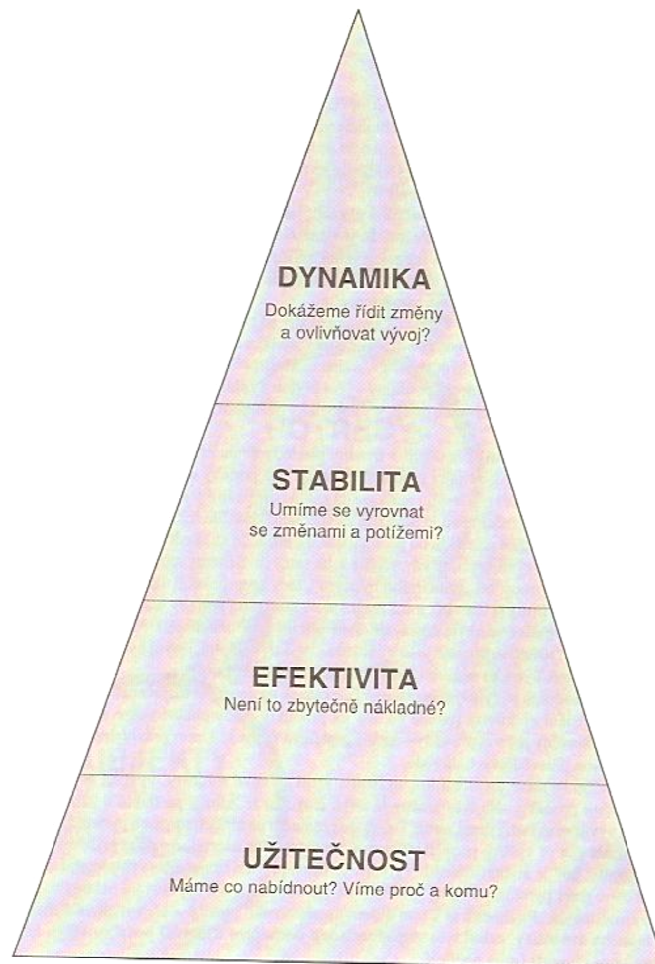 DYNAMIKA
Dokážeme řídit změny
a ovlivňovat vývoj?
STABILITA
Umíme se vyrovnat
se změnami a potížemi?
EFEKTIVITA
Není to zbytečně nákladné?
UŽITEČNOST
Máme co nabídnout? Víme proč a komu?